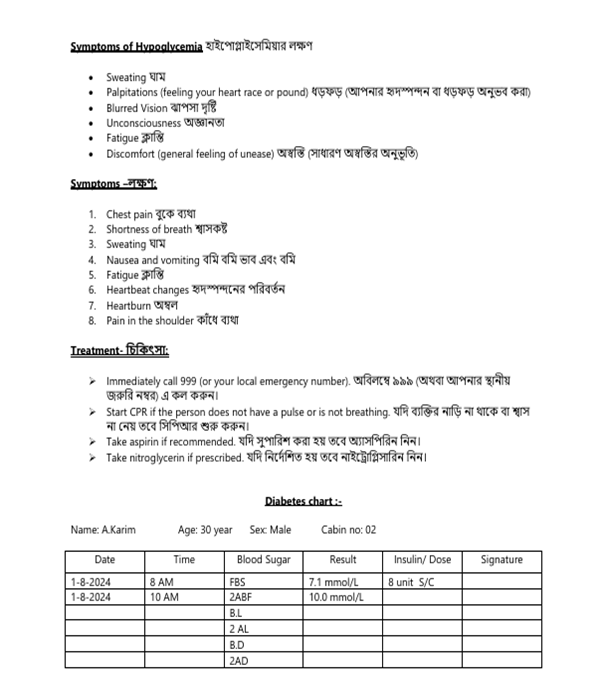 Symptoms of Hypoglycemia হাইপোগ্লাইসেমিয়ার লক্ষণ
• Sweating ঘাম
• Palpitations (feeling your heart race or pound) ধড়ফড় (আপনার হৃদস্পন্দন বা ধড়ফড় অনুভব করা)
• Blurred Vision ঝাপসা দৃষ্টি
• Unconsciousness অজ্ঞানতা
• Fatigue ক্লান্তি
• Discomfort (general feeling of unease) অস্বস্তি (সাধারণ অস্বস্তির অনুভূতি)
Symptoms –লক্ষণ:
1. Chest pain বুকে ব্যথা
2. Shortness of breath শ্বাসকষ্ট
3. Sweating ঘাম
4. Nausea and vomiting বমি বমি ভাব এবং বমি
5. Fatigue ক্লান্তি
6. Heartbeat changes হৃদস্পন্দনের পরিবর্তন
7. Heartburn অম্বল
8. Pain in the shoulder কাঁধে ব্যথা
Treatment- চিকিৎসা:
➢ Immediately call 999 (or your local emergency number). অবিলম্বে ৯৯৯ (অথবা আপনার স্থানীয়
জরুরি নম্বর) এ কল করুন।
➢ Start CPR if the person does not have a pulse or is not breathing. যদি ব্যক্তির নাড়ি না থাকে বা শ্বাস
না নেয় তবে সিপিআর শুরু করুন।
➢ Take aspirin if recommended. যদি সুপারিশ করা হয় তবে অ্যাসপিরিন নিন।
➢ Take nitroglycerin if prescribed. যদি নির্দেশিত হয় তবে নাইট্রোগ্লিসারিন নিন।
Diabetes chart :-
Name: A.Karim Age: 30 year Sex: Male Cabin no: 02
Date Time Blood Sugar Result Insulin/ Dose Signature
1-8-2024 8 AM FBS 7.1 mmol/L 8 unit S/C
1-8-2024 10 AM 2ABF 10.0 mmol/L
B.L
2 AL
B.D
2AD